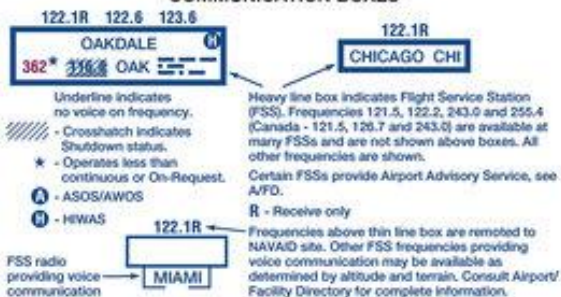 COMMUNICATION BOXES
122.1R 122.6 123.6
OAKDALE H
362* 116.8 OAK
122.1R
CHICAGO CHI
Underline indicates
no voice on frequency.
- Crosshatch indicates
Shutdown status.
★ - Operates less than
continuous or On-Request.
A - ASOS/AWOS
H - HIWAS
Heavy line box indicates Flight Service Station
(FSS). Frequencies 121.5, 122.2, 243.0 and 255.4
(Canada - 121.5, 126.7 and 243.0) are available at
many FSSs and are not shown above boxes. All
other frequencies are shown.
Certain FSSs provide Airport Advisory Service, see
A/FD.
R - Receive only
122.1R
FSS radio
providing voice
communication
MIAMI
Frequencies above thin line box are remoted to
NAVAID site. Other FSS frequencies providing
voice communication may be available as
determined by altitude and terrain. Consult Airport/
Facility Directory for complete information.